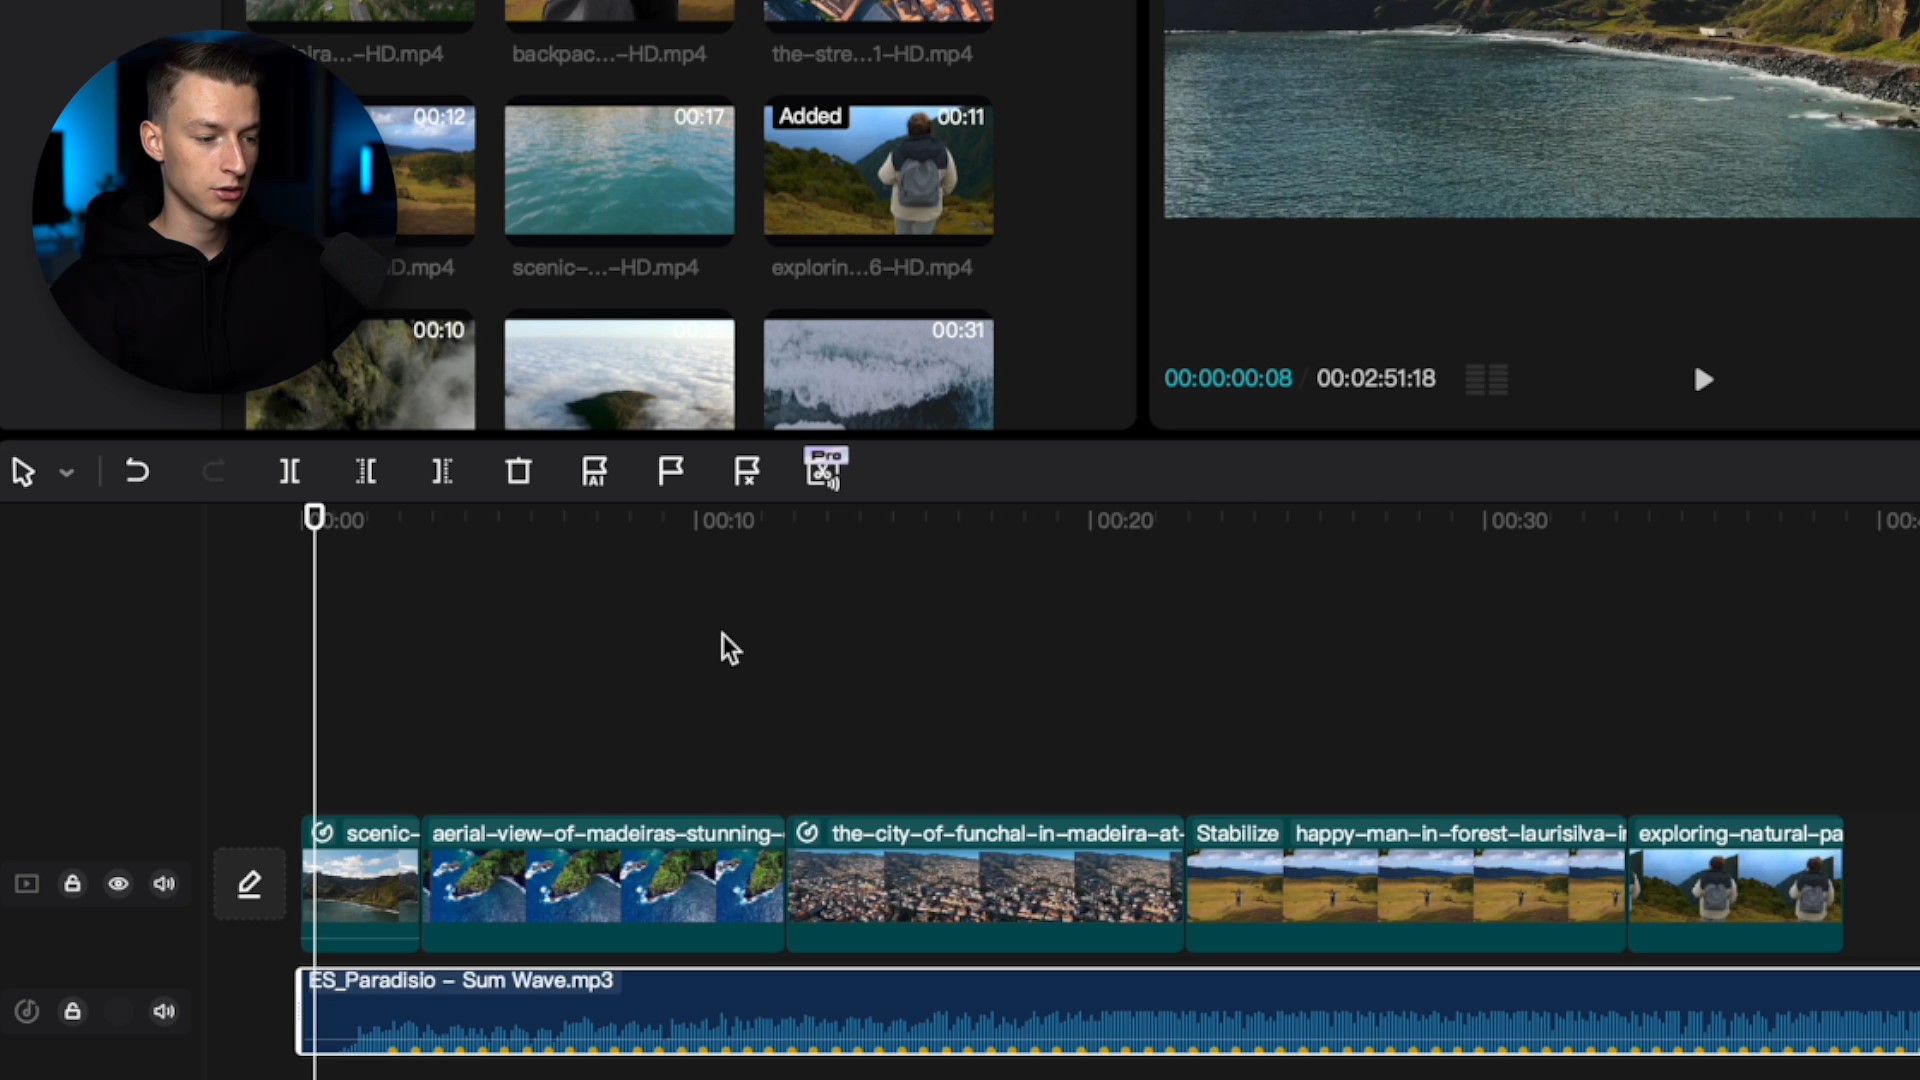 ira...-HD.mp4
backpac...-HD.mp4
the-stre...1-HD.mp4
00:12
00:17
Added
00:11
D.mp4
scenic-...-HD.mp4
explorin...6-HD.mp4
00:10
00:31
00:00:00:08 / 00:02:51:18
AI
Pro
00:00
00:10
00:20
00:30
00:
scenic-
aerial-view-of-madeiras-stunning-
the-city-of-funchal-in-madeira-at-
Stabilize
happy-man-in-forest-laurisilva-i
exploring-natural-pa
ES_Paradisio - Sum Wave.mp3